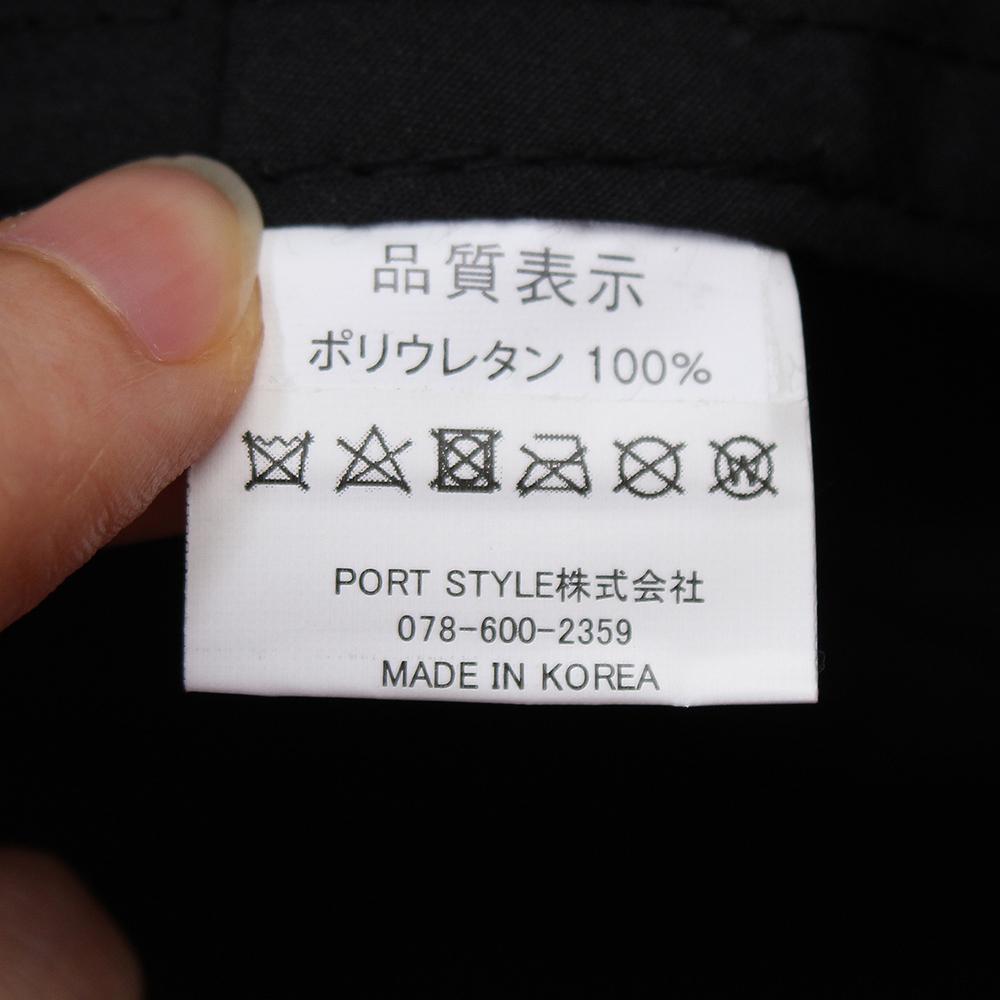 品質表示
ポリウレタン 100%
W
PORT STYLE株式会社
078-600-2359
MADE IN KOREA